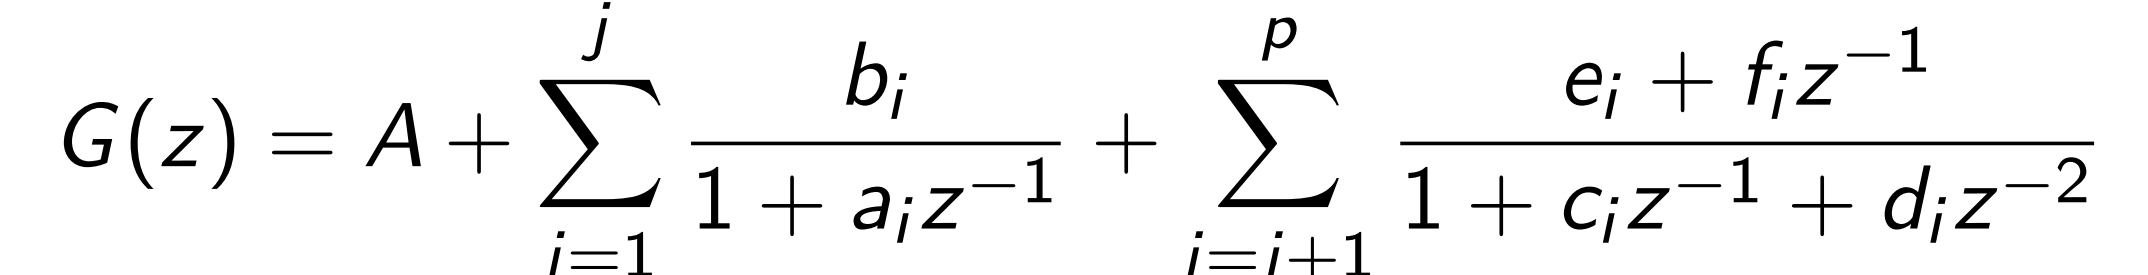 G(z) = A + \sum_{i=1}^{j} \frac{b_i}{1 + a_i z^{-1}} + \sum_{i=i+1}^{p} \frac{e_i + f_i z^{-1}}{1 + c_i z^{-1} + d_i z^{-2}}